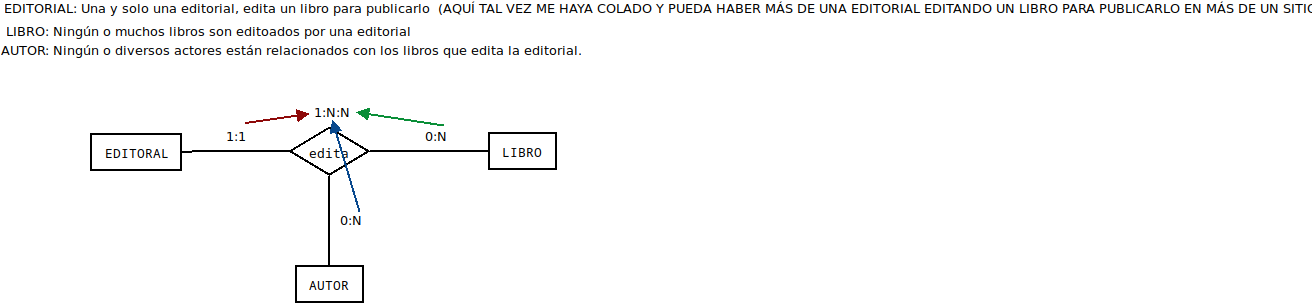 EDITORIAL: Una y solo una editorial, edita un libro para publicarlo (AQUÍ TAL VEZ ME HAYA COLADO Y PUEDA HABER MÁS DE UNA EDITORIAL EDITANDO UN LIBRO PARA PUBLICARLO EN MÁS DE UN SITIO
LIBRO: Ningún o muchos libros son editoados por una editorial
AUTOR: Ningún o diversos actores están relacionados con los libros que edita la editorial.
1:N:N
1:1
0:N
EDITORAL
edita
LIBRO
0:N
AUTOR